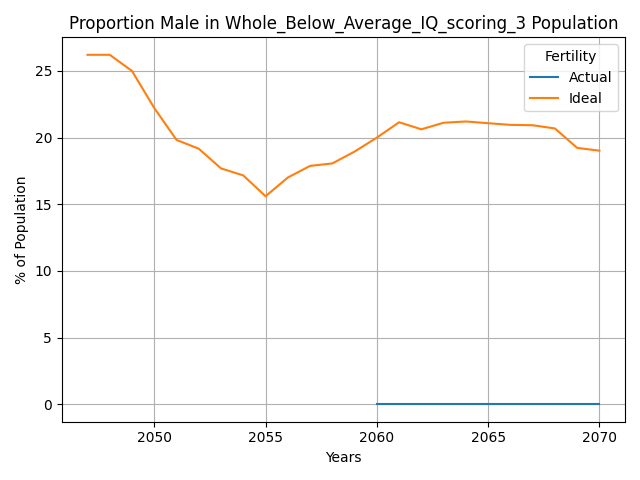 Proportion Male in Whole_Below_Average_IQ_scoring_3 Population
Fertility
Actual
Ideal
% of Population
25
20
15
10
5
0
2050 2055 2060 2065 2070
Years